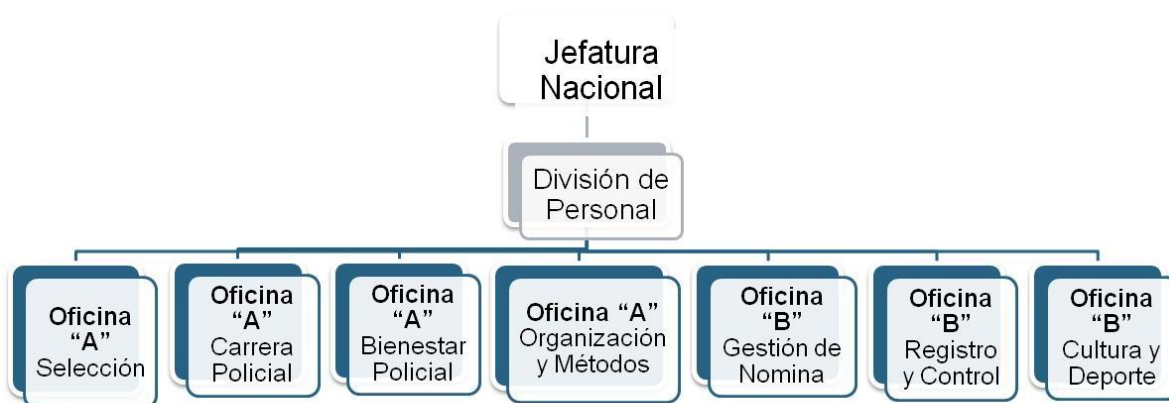 Jefatura
Nacional
División de
Personal
Oficina
“A”
Selección
Oficina
“A”
Carrera
Policial
Oficina
“A”
Bienestar
Policial
Oficina “A”
Organización
y Métodos
Oficina
“B”
Gestión de
Nomina
Oficina
“B”
Registro
y Control
Oficina
“B”
Cultura y
Deporte